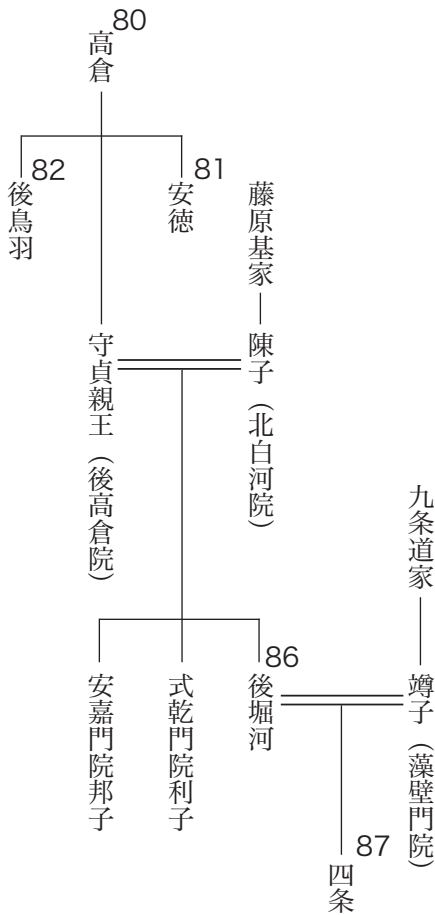 80
高倉
81
安徳
82
後鳥羽
藤原基家
陳子(北白河院)
守貞親王(後高倉院)
九条道家
竴子(藻壁門院)
86
後堀河
式乾門院利子
安嘉門院邦子
87
四条